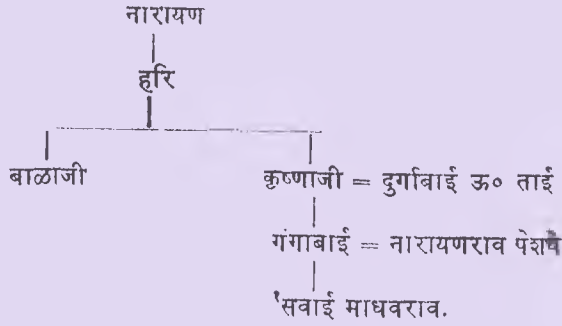 नारायण
हरि
बाळाजी कृष्णाजी = दुर्गाबाई ऊ० ताई
गंगाबाई = नारायणराव पेशवे
'सवाई माधवराव.